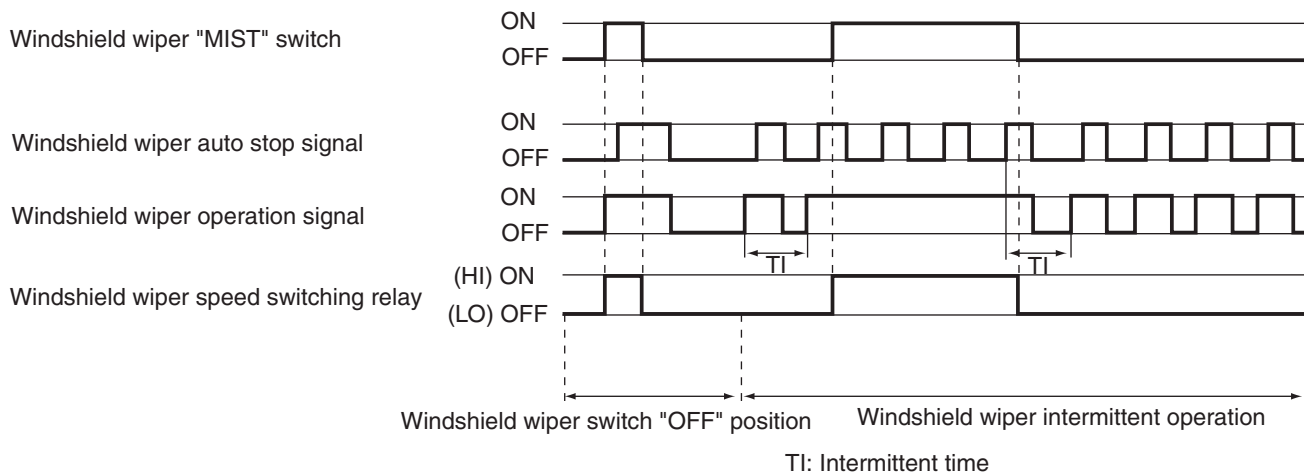 Windshield wiper "MIST" switch
ON
OFF
Windshield wiper auto stop signal
ON
OFF
Windshield wiper operation signal
ON
OFF
TI
TI
Windshield wiper speed switching relay
(HI) ON
(LO) OFF
Windshield wiper switch "OFF" position
Windshield wiper intermittent operation
TI: Intermittent time